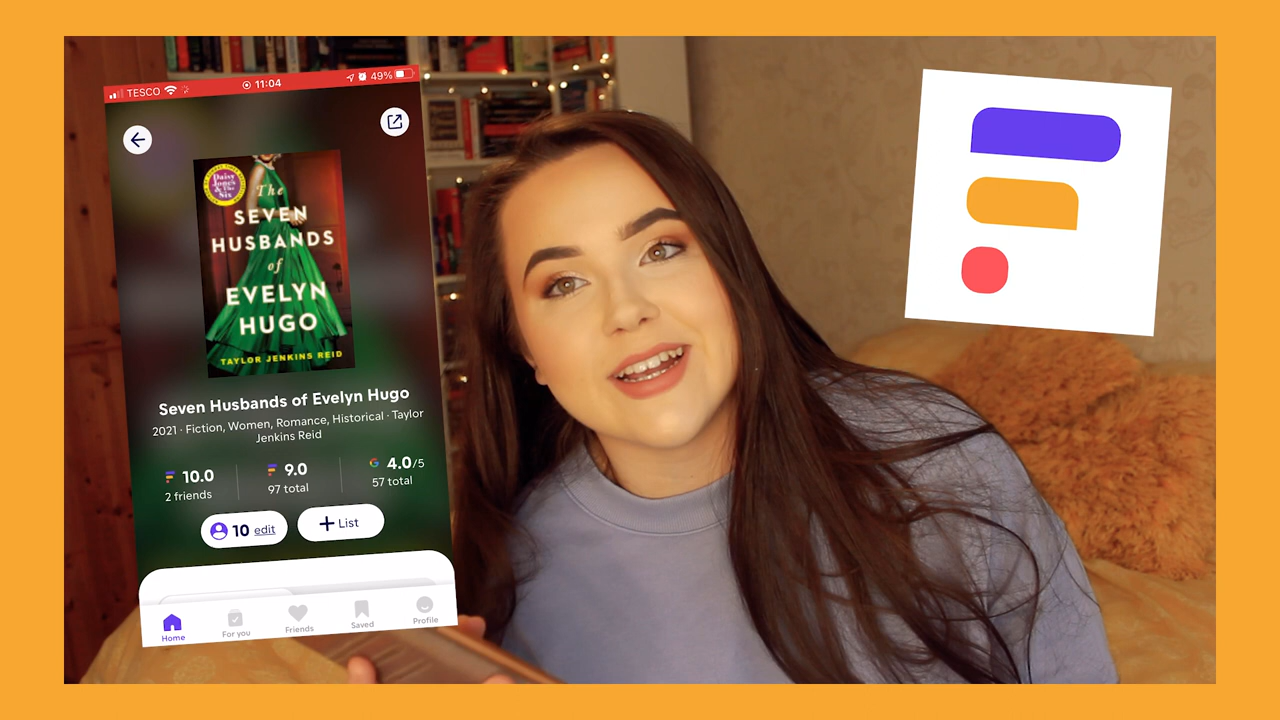 TESCO
11:04
49%
Daisy
Jones
& The
Six
The
SEVEN
HUSBANDS
of
EVELYN
HUGO
TAYLOR JENKINS REID
Seven Husbands of Evelyn Hugo
2021 · Fiction, Women, Romance, Historical · Taylor
Jenkins Reid
10.0
2 friends
9.0
97 total
4.0/5
57 total
10 edit
+ List
Home
For you
Friends
Saved
Profile